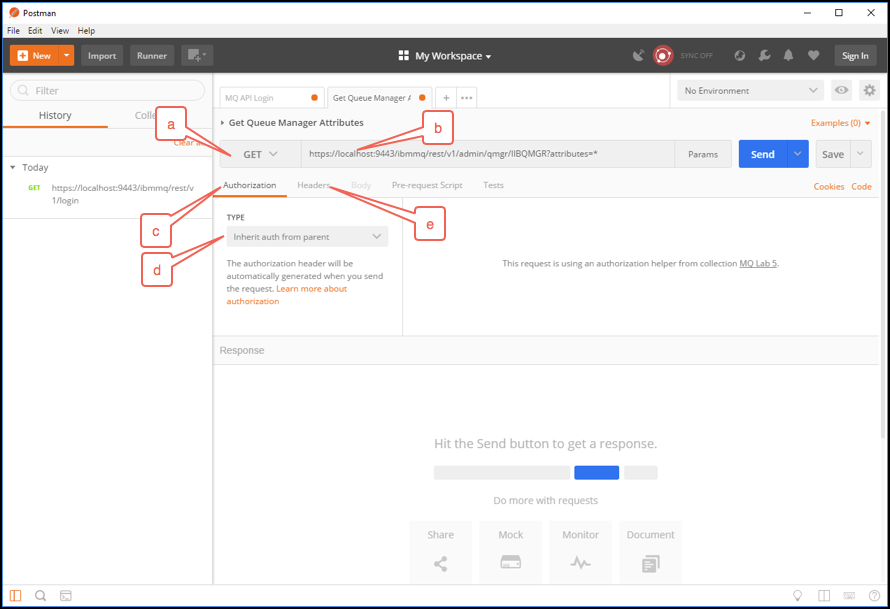 Postman
File Edit View Help
New Import Runner My Workspace SYNC OFF Sign In
Filter
History Colle
Clear a
Today
GET https://localhost:9443/ibmmq/rest/v
1/login
MQ API Login Get Queue Manager A + ••• No Environment
Get Queue Manager Attributes Examples (0)
GET https://localhost:9443/ibmmq/rest/v1/admin/qmgr/IIBQMGR?attributes=* Params Send Save
Authorization Headers Body Pre-request Script Tests Cookies Code
TYPE
Inherit auth from parent
The authorization header will be
automatically generated when you send
the request. Learn more about
authorization
This request is using an authorization helper from collection MQ Lab 5.
a
b
c
d
e
Response
Hit the Send button to get a response.
Do more with requests
Share Mock Monitor Document